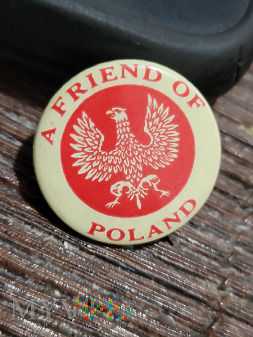 A FRIEND OF
POLAND